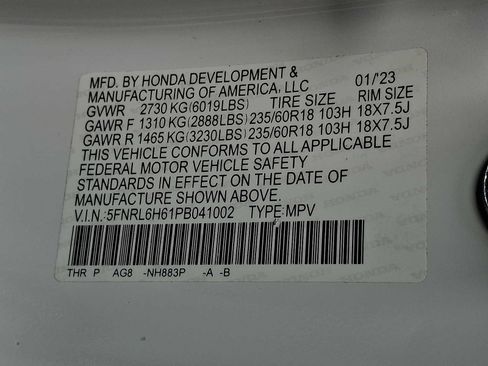 MFD. BY HONDA DEVELOPMENT &
MANUFACTURING OF AMERICA, LLC 01/'23
GVWR 2730 KG(6019LBS) TIRE SIZE RIM SIZE
GAWR F 1310 KG(2888LBS) 235/60R18 103H 18X7.5J
GAWR R 1465 KG(3230LBS) 235/60R18 103H 18X7.5J
THIS VEHICLE CONFORMS TO ALL APPLICABLE
FEDERAL MOTOR VEHICLE SAFETY
STANDARDS IN EFFECT ON THE DATE OF
MANUFACTURE SHOWN ABOVE.
V.I.N.:5FNRL6H61PB041002 TYPE:MPV
THR P AG8 -NH883P -A -B